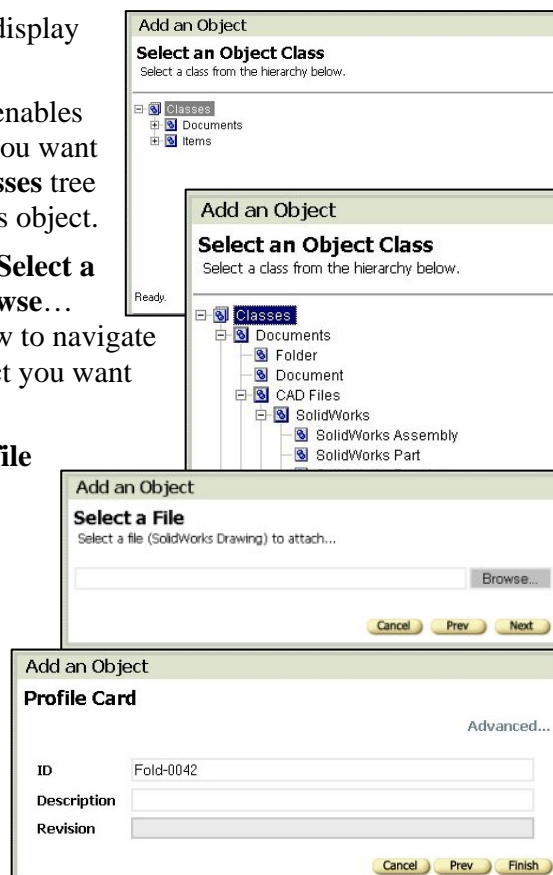 display
enables
ou want
sses tree
s object.
Select a
wse…
w to navigate
ct you want
file
Add an Object
Select an Object Class
Select a class from the hierarchy below.
Classes
Documents
Items
Ready.
Add an Object
Select an Object Class
Select a class from the hierarchy below.
Classes
Documents
Folder
Document
CAD Files
SolidWorks
SolidWorks Assembly
SolidWorks Part
Add an Object
Select a File
Select a file (SolidWorks Drawing) to attach...
Browse...
Cancel Prev Next
Add an Object
Profile Card
Advanced...
ID Fold-0042
Description
Revision
Cancel Prev Finish